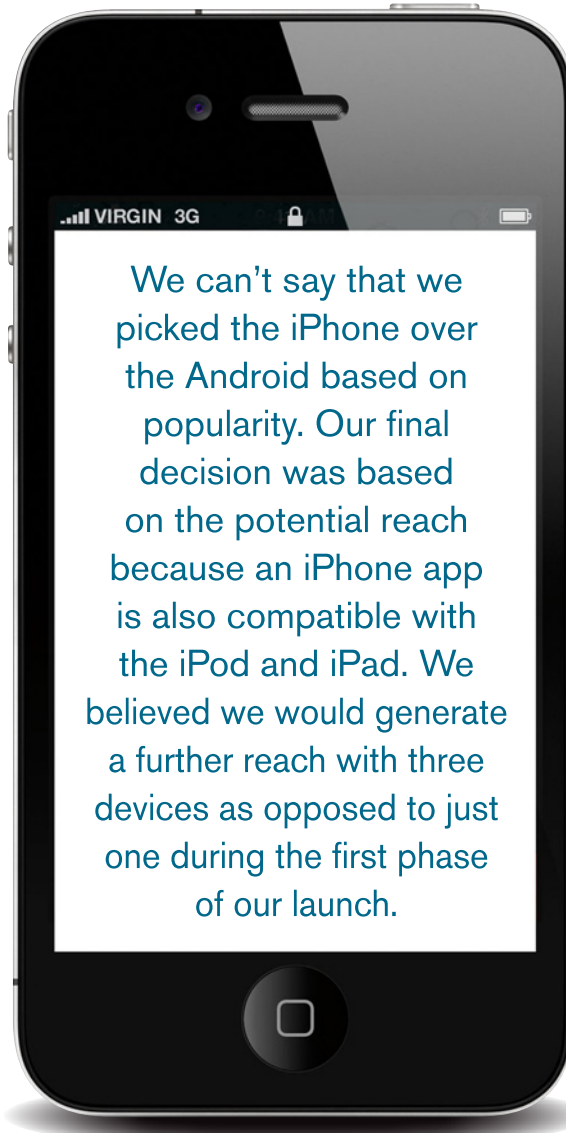 VIRGIN 3G
We can’t say that we
picked the iPhone over
the Android based on
popularity. Our final
decision was based
on the potential reach
because an iPhone app
is also compatible with
the iPod and iPad. We
believed we would generate
a further reach with three
devices as opposed to just
one during the first phase
of our launch.